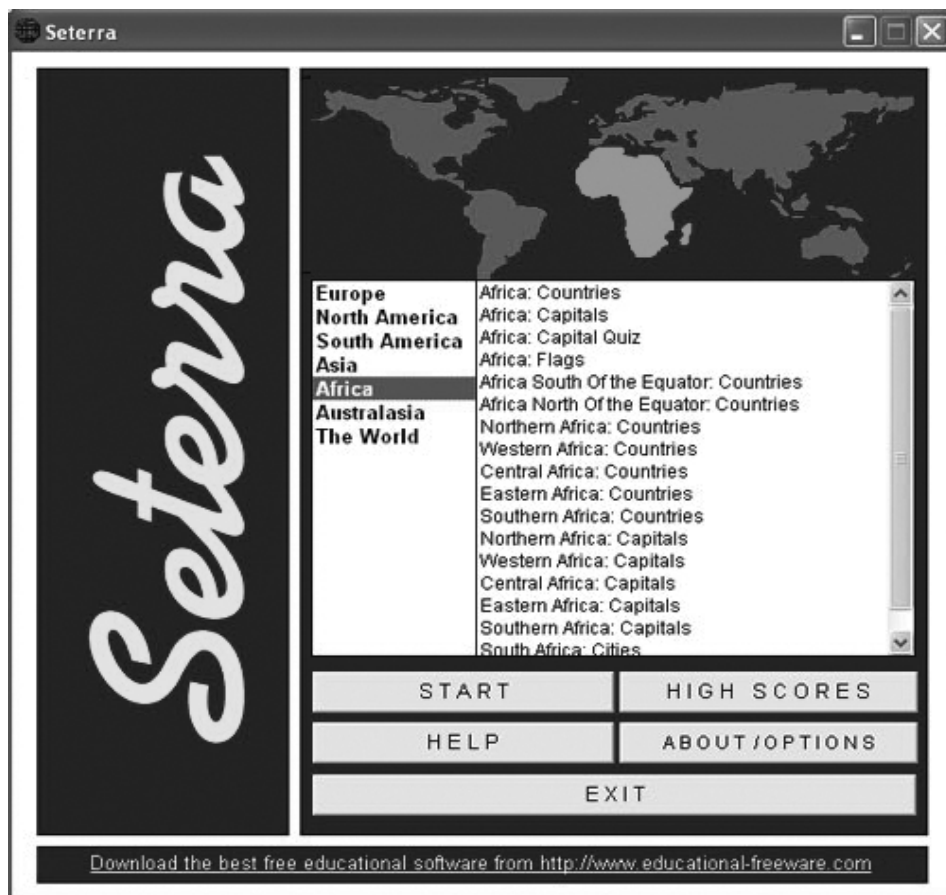 Seterra
Seterra
Europe
North America
South America
Asia
Africa
Australasia
The World
Africa: Countries
Africa: Capitals
Africa: Capital Quiz
Africa: Flags
Africa South Of the Equator: Countries
Africa North Of the Equator: Countries
Northern Africa: Countries
Western Africa: Countries
Central Africa: Countries
Eastern Africa: Countries
Southern Africa: Countries
Northern Africa: Capitals
Western Africa: Capitals
Central Africa: Capitals
Eastern Africa: Capitals
Southern Africa: Capitals
South Africa: Cities
START
HIGH SCORES
HELP
ABOUT/OPTIONS
EXIT
Download the best free educational software from http://www.educational-freeware.com